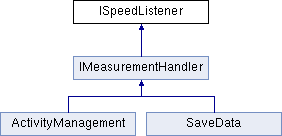 ISpeedListener
IMeasurementHandler
ActivityManagement
SaveData